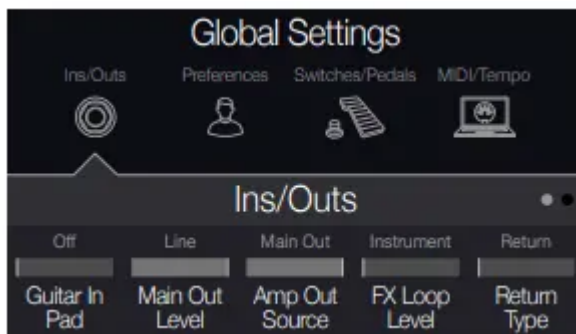 Global Settings
Ins/Outs Preferences Switches/Pedals MIDI/Tempo
Ins/Outs
Off Line Main Out Instrument Return
Guitar In Main Out Amp Out FX Loop Return
Pad Level Source Level Type